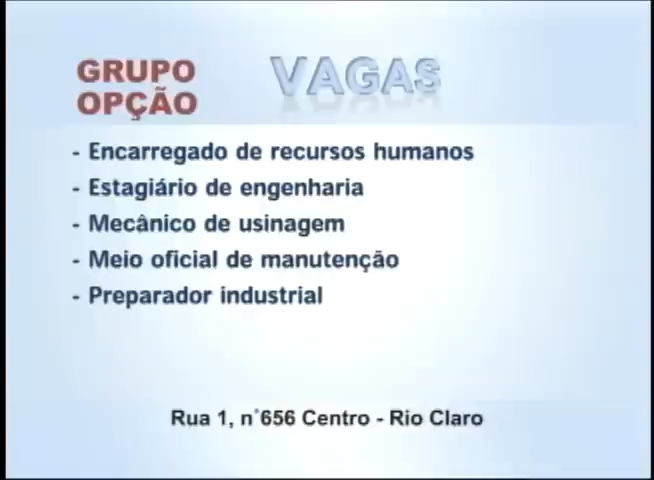 GRUPO
OPÇÃO
VAGAS
- Encarregado de recursos humanos
- Estagiário de engenharia
- Mecânico de usinagem
- Meio oficial de manutenção
- Preparador industrial
Rua 1, n°656 Centro - Rio Claro